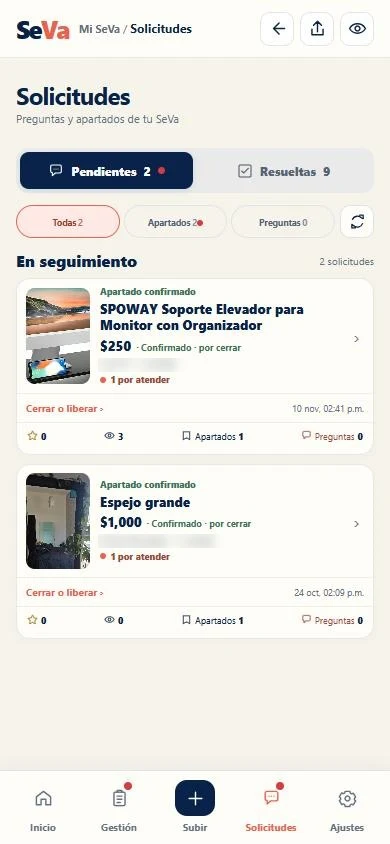 SeVa Mi SeVa / Solicitudes
Solicitudes
Preguntas y apartados de tu SeVa
Pendientes 2 Resueltas 9
Todas 2 Apartados 2 Preguntas 0
En seguimiento 2 solicitudes
Apartado confirmado
SPOWAY Soporte Elevador para
Monitor con Organizador
$250 · Confirmado · por cerrar
1 por atender
Cerrar o liberar › 10 nov, 02:41 p.m.
0 3 Apartados 1 Preguntas 0
Apartado confirmado
Espejo grande
$1,000 · Confirmado · por cerrar
1 por atender
Cerrar o liberar › 24 oct, 02:09 p.m.
0 0 Apartados 1 Preguntas 0
Inicio Gestión Subir Solicitudes Ajustes